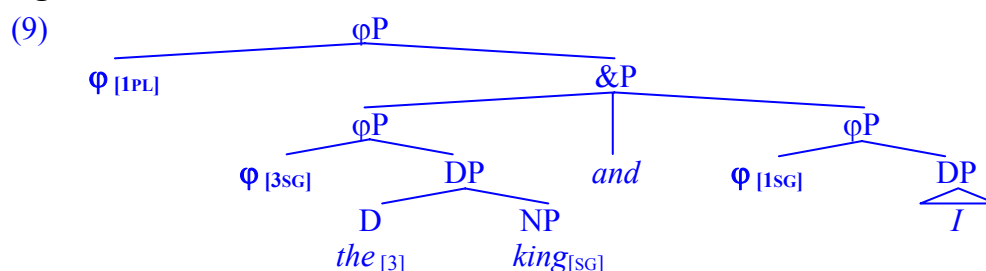 (9) φP
φ [1PL] &P
φP φP
φ [3SG] DP and φ [1SG] DP
D NP I
the [3] king[SG]